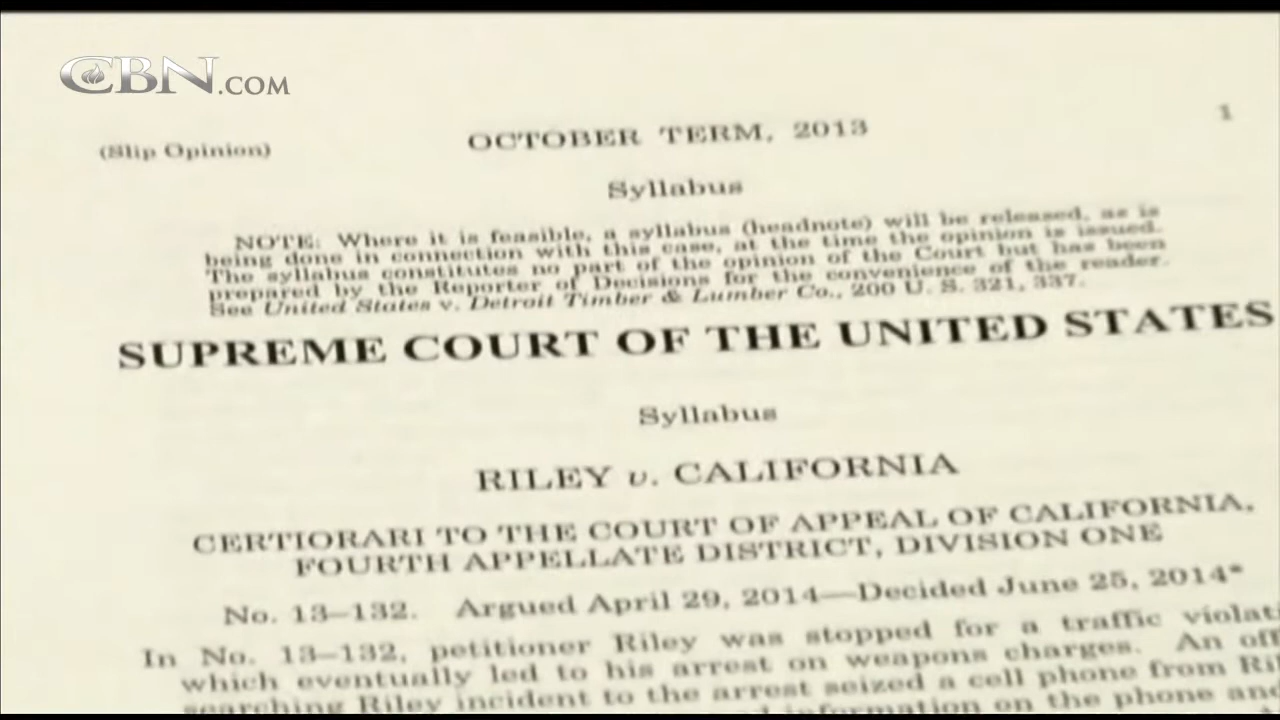 CBN.COM
OCTOBER TERM, 2013
1
(Slip Opinion)
Syllabus
NOTE: Where it is feasible, a syllabus (headnote) will be released, as is
being done in connection with this case, at the time the opinion is issued.
The syllabus constitutes no part of the opinion of the Court but has been
prepared by the Reporter of Decisions for the convenience of the reader.
See United States v. Detroit Timber & Lumber Co., 200 U. S. 321, 337.
SUPREME COURT OF THE UNITED STATES
Syllabus
RILEY v. CALIFORNIA
CERTIORARI TO THE COURT OF APPEAL OF CALIFORNIA,
FOURTH APPELLATE DISTRICT, DIVISION ONE
No. 13–132. Argued April 29, 2014—Decided June 25, 2014*
In No. 13–132, petitioner Riley was stopped for a traffic violati
which eventually led to his arrest on weapons charges. An off
searching Riley incident to the arrest seized a cell phone from Ril
information on the phone and